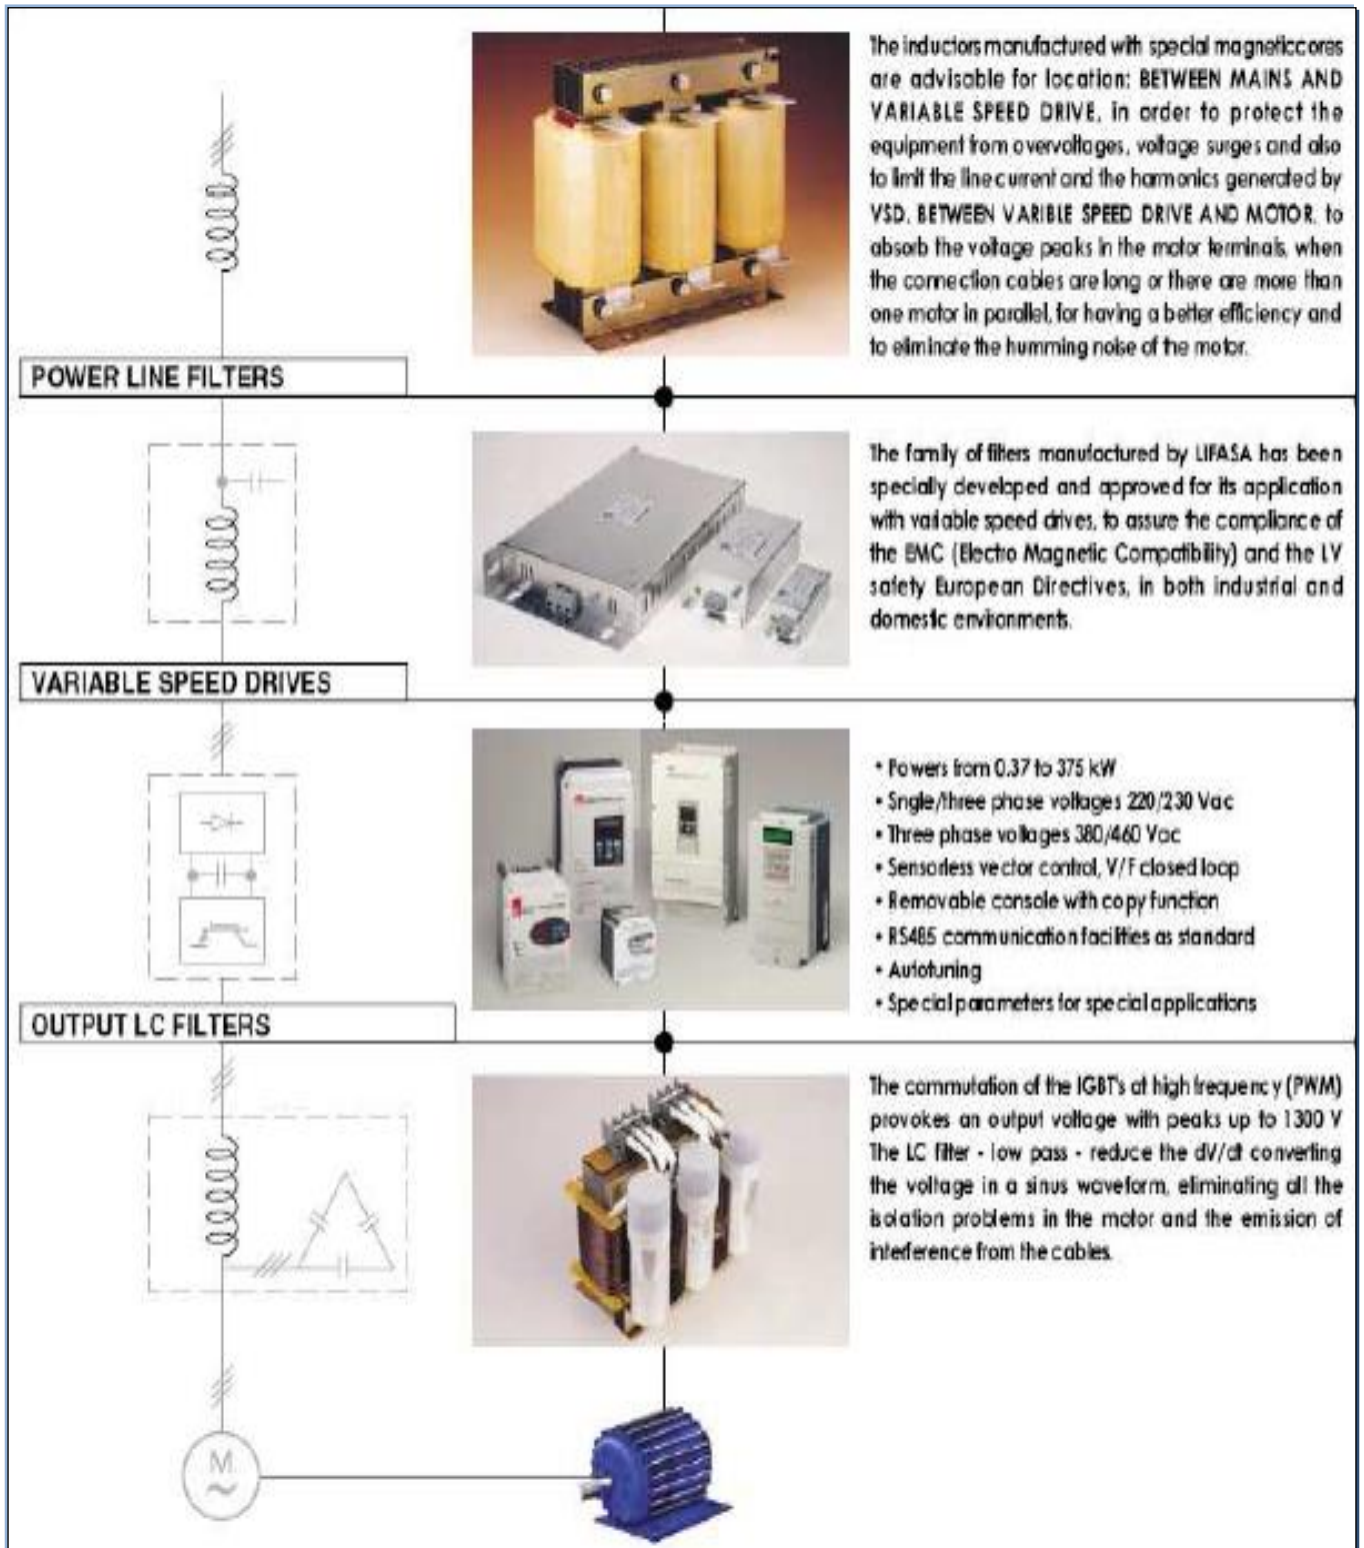 The inductors manufactured with special magneticcores
are advisable for location: BETWEEN MAINS AND
VARIABLE SPEED DRIVE, in order to protect the
equipment from overvoltages, voltage surges and also
to limit the line current and the harmonics generated by
VSD. BETWEEN VARIBLE SPEED DRIVE AND MOTOR, to
absorb the voltage peaks in the motor terminals, when
the connection cables are long or there are more than
one motor in parallel, for having a better efficiency and
to eliminate the humming noise of the motor.
POWER LINE FILTERS
The family of filters manufactured by LIFASA has been
specially developed and approved for its application
with variable speed drives, to assure the compliance of
the EMC (Electro Magnetic Compatibility) and the LV
safety European Directives, in both industrial and
domestic environments.
VARIABLE SPEED DRIVES
• Powers from 0.37 to 375 kW
• Sngle/three phase voltages 220/230 Vac
• Three phase voltages 380/460 Vac
• Sensorless vector control, V/F closed loop
• Removable console with copy function
• RS485 communication facilities as standard
• Autotuning
• Special parameters for special applications
OUTPUT LC FILTERS
The commutation of the IGBT's at high frequency (PWM)
provokes an output voltage with peaks up to 1300 V
The LC filter - low pass - reduce the dV/dt converting
the voltage in a sinus waveform, eliminating all the
isolation problems in the motor and the emission of
interference from the cables.
M
~